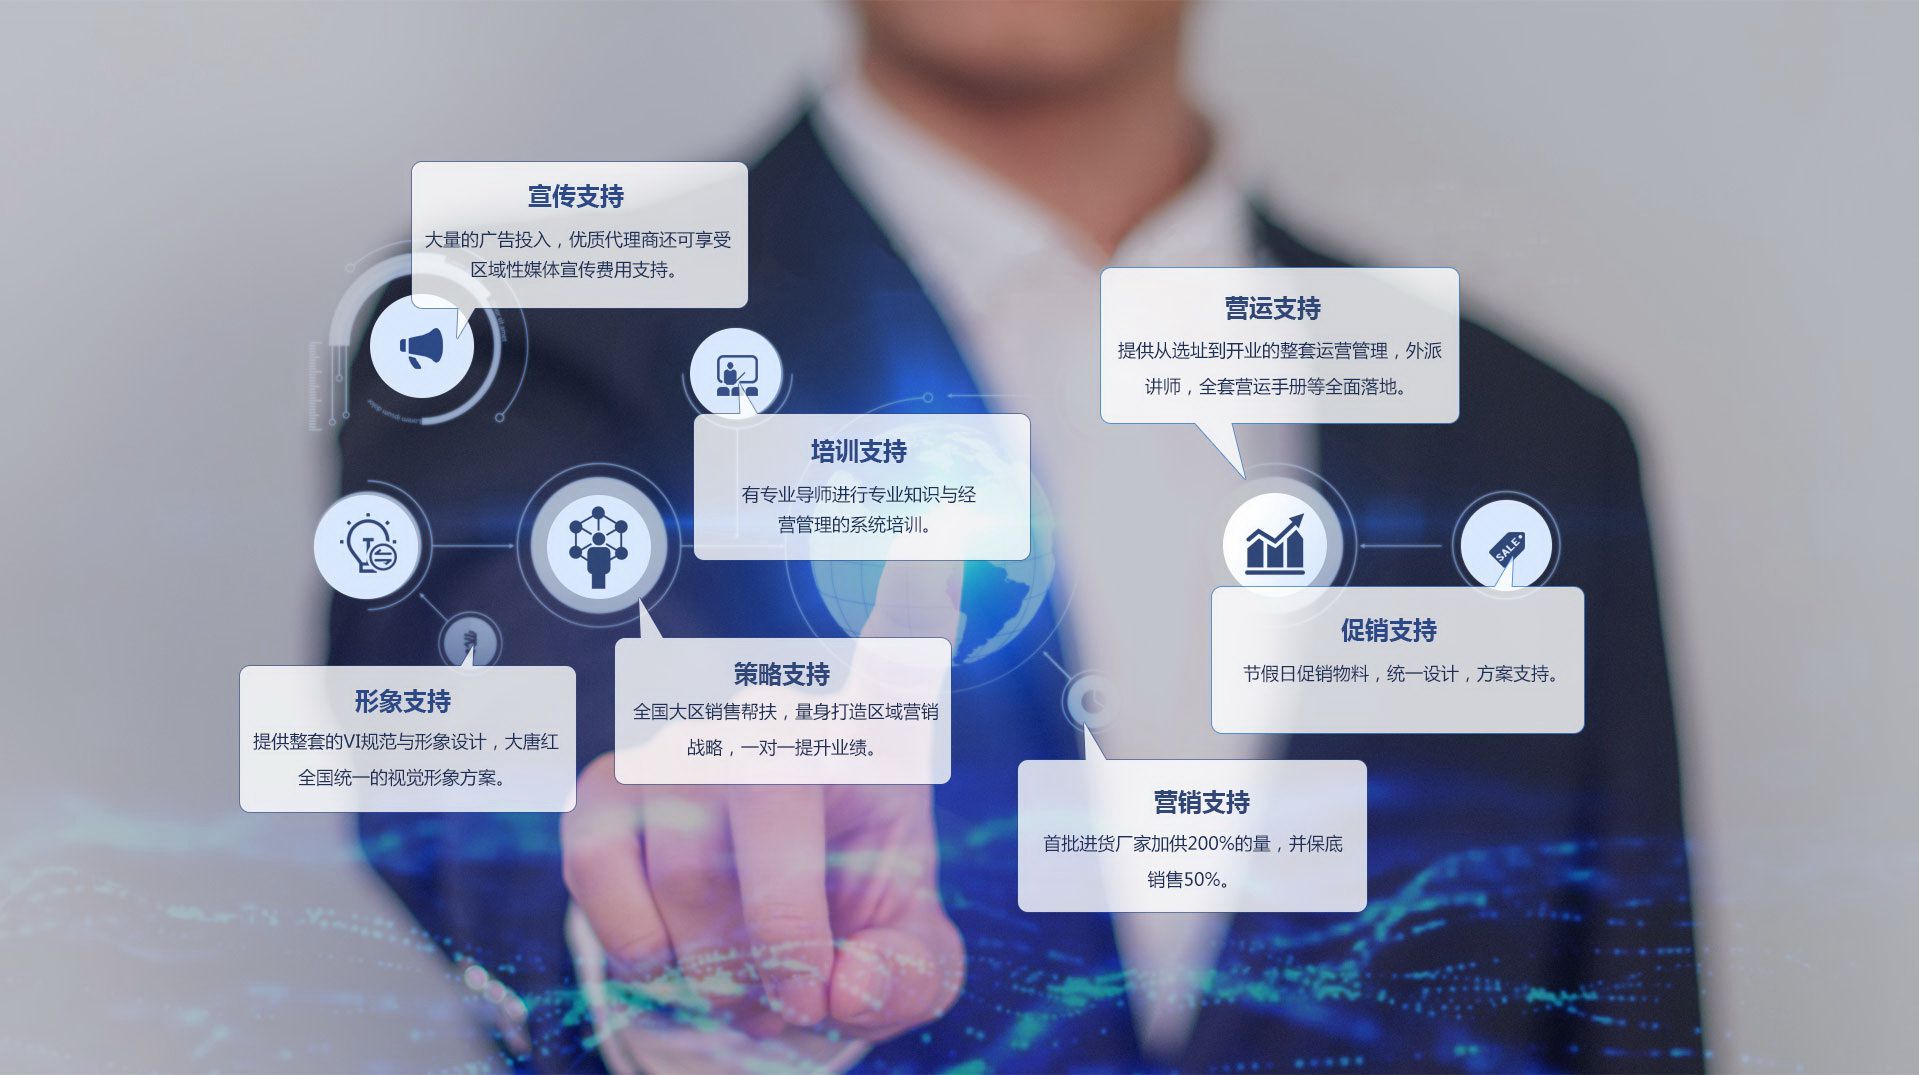 宣传支持
大量的广告投入，优质代理商还可享受
区域性媒体宣传费用支持。
营运支持
提供从选址到开业的整套运营管理，外派
讲师，全套营运手册等全面落地。
培训支持
有专业导师进行专业知识与经
营管理的系统培训。
SALE
促销支持
节假日促销物料，统一设计，方案支持。
策略支持
全国大区销售帮扶，量身打造区域营销
战略，一对一提升业绩。
形象支持
提供整套的VI规范与形象设计，大唐红
全国统一的视觉形象方案。
营销支持
首批进货厂家加供200%的量，并保底
销售50%。
Lorem ipsum dolor